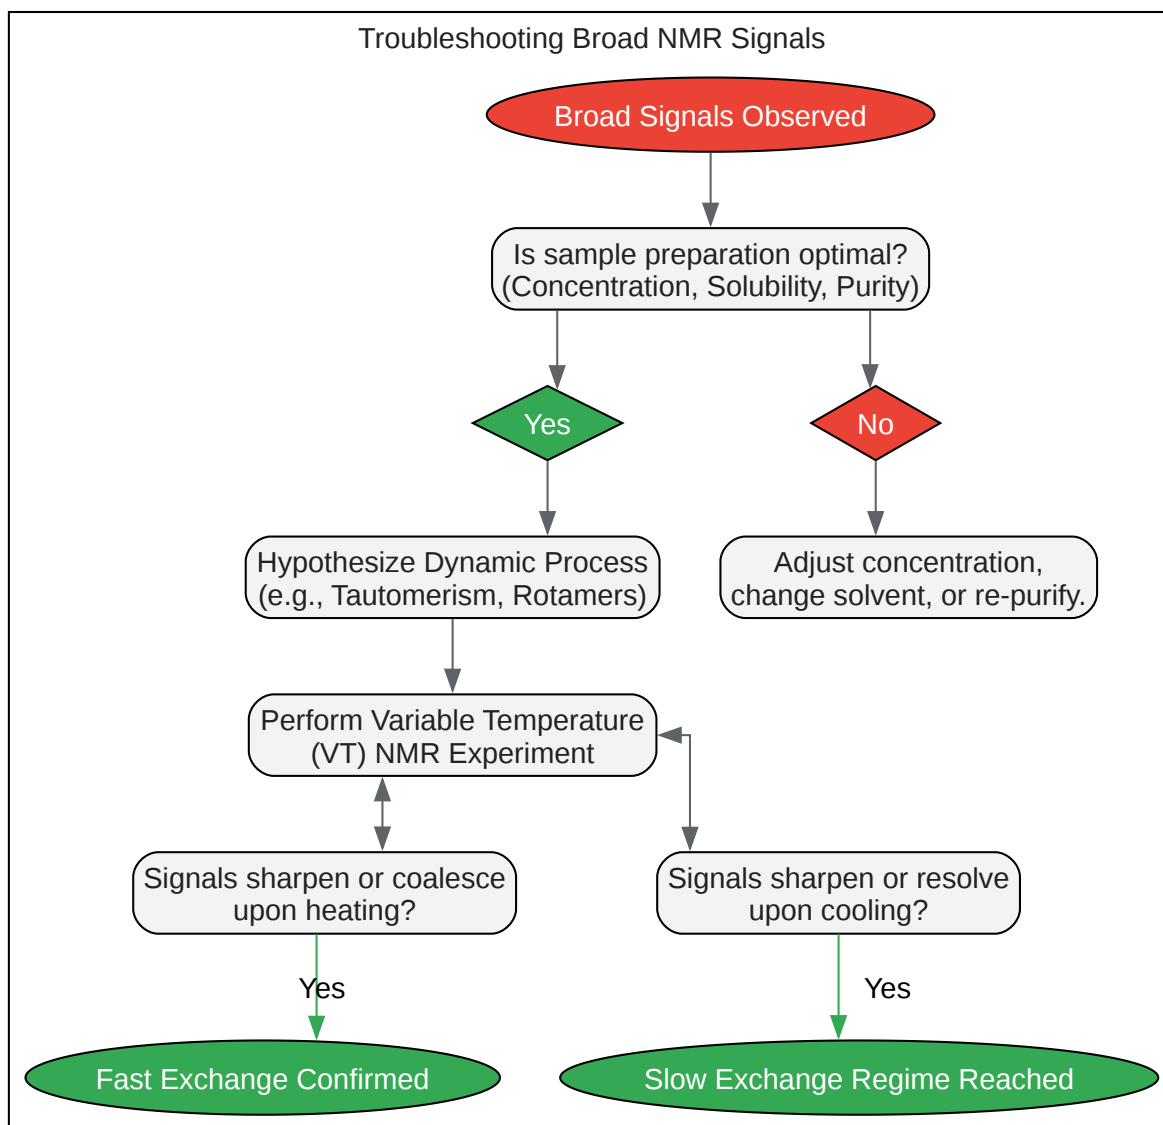 Troubleshooting Broad NMR Signals
Broad Signals Observed
Is sample preparation optimal?
(Concentration, Solubility, Purity)
Yes
No
Hypothesize Dynamic Process
(e.g., Tautomerism, Rotamers)
Adjust concentration,
change solvent, or re-purify.
Perform Variable Temperature
(VT) NMR Experiment
Signals sharpen or coalesce
upon heating?
Signals sharpen or resolve
upon cooling?
Yes
Yes
Fast Exchange Confirmed
Slow Exchange Regime Reached